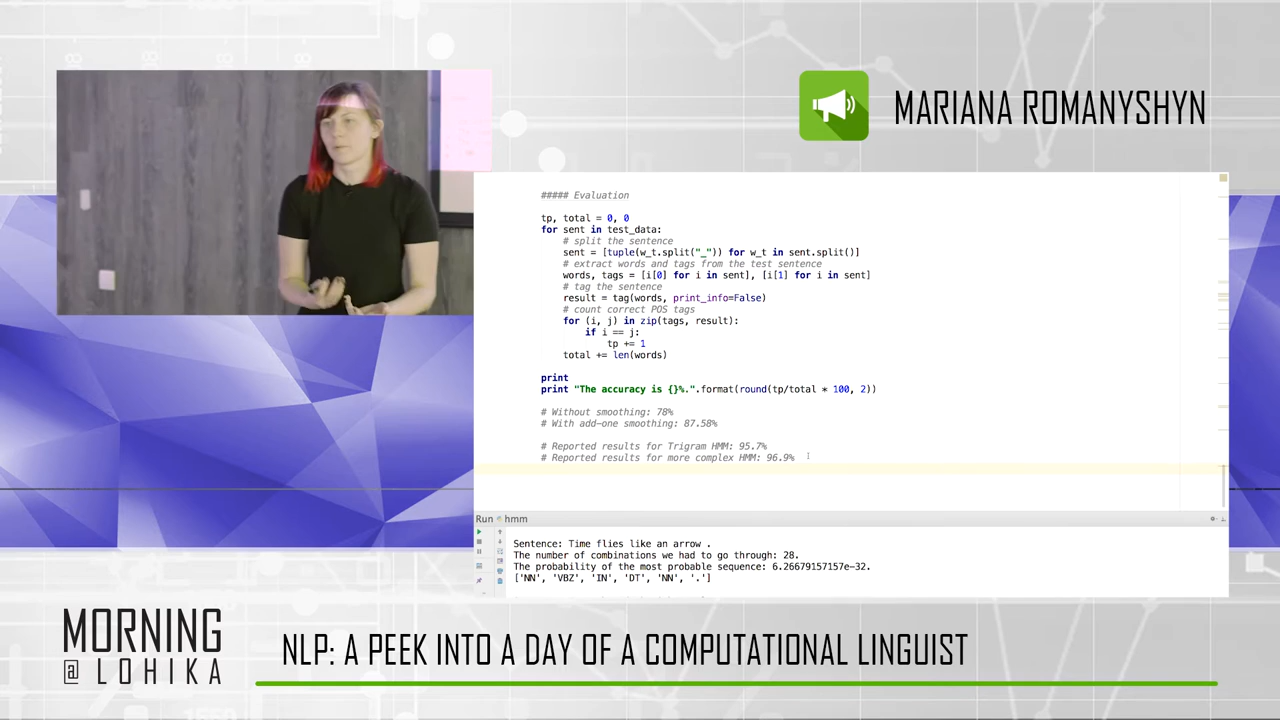 MARIANA ROMANYSHYN
##### Evaluation
tp, total = 0, 0
for sent in test_data:
# split the sentence
sent = [tuple(w_t.split("_")) for w_t in sent.split()]
# extract words and tags from the test sentence
words, tags = [i[0] for i in sent], [i[1] for i in sent]
# tag the sentence
result = tag(words, print_info=False)
# count correct POS tags
for (i, j) in zip(tags, result):
if i == j:
tp += 1
total += len(words)
print
print "The accuracy is {}%.".format(round(tp/total * 100, 2))
# Without smoothing: 78%
# With add-one smoothing: 87.58%
# Reported results for Trigram HMM: 95.7%
# Reported results for more complex HMM: 96.9%
Run hmm
Sentence: Time flies like an arrow .
The number of combinations we had to go through: 28.
The probability of the most probable sequence: 6.26679157157e-32.
['NN', 'VBZ', 'IN', 'DT', 'NN', '.']
MORNING
@ LOHIKA
NLP: A PEEK INTO A DAY OF A COMPUTATIONAL LINGUIST